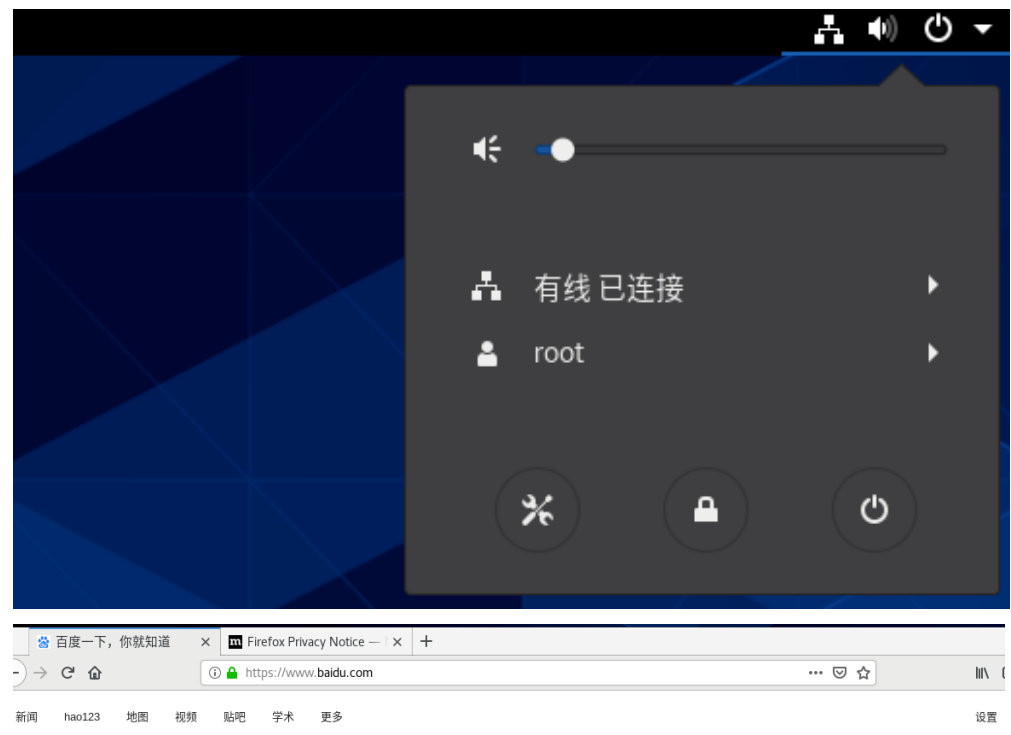 有线 已连接
root
百度一下，你就知道
Firefox Privacy Notice —
https://www.baidu.com
新闻 hao123 地图 视频 贴吧 学术 更多 设置